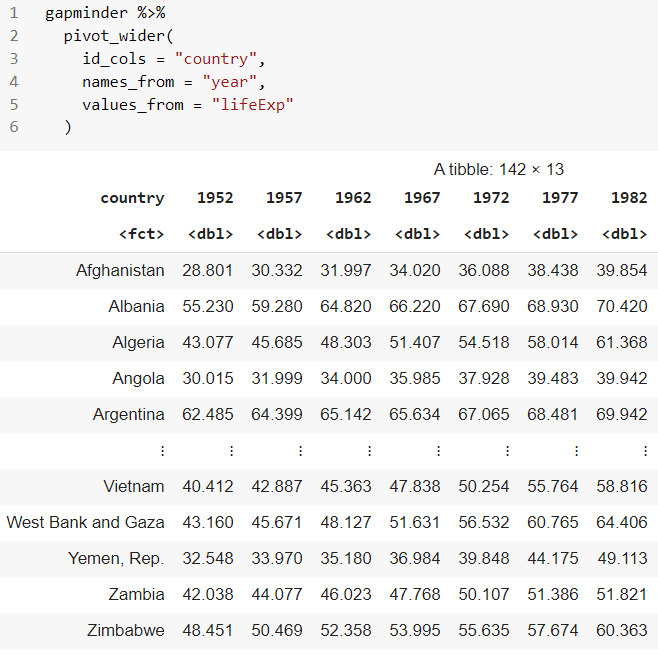 1 gapminder %>%
2   pivot_wider(
3     id_cols = "country",
4     names_from = "year",
5     values_from = "lifeExp"
6   )
A tibble: 142 × 13
country 1952 1957 1962 1967 1972 1977 1982
<fct> <dbl> <dbl> <dbl> <dbl> <dbl> <dbl> <dbl>
Afghanistan 28.801 30.332 31.997 34.020 36.088 38.438 39.854
Albania 55.230 59.280 64.820 66.220 67.690 68.930 70.420
Algeria 43.077 45.685 48.303 51.407 54.518 58.014 61.368
Angola 30.015 31.999 34.000 35.985 37.928 39.483 39.942
Argentina 62.485 64.399 65.142 65.634 67.065 68.481 69.942
⋮ ⋮ ⋮ ⋮ ⋮ ⋮ ⋮ ⋮
Vietnam 40.412 42.887 45.363 47.838 50.254 55.764 58.816
West Bank and Gaza 43.160 45.671 48.127 51.631 56.532 60.765 64.406
Yemen, Rep. 32.548 33.970 35.180 36.984 39.848 44.175 49.113
Zambia 42.038 44.077 46.023 47.768 50.107 51.386 51.821
Zimbabwe 48.451 50.469 52.358 53.995 55.635 57.674 60.363